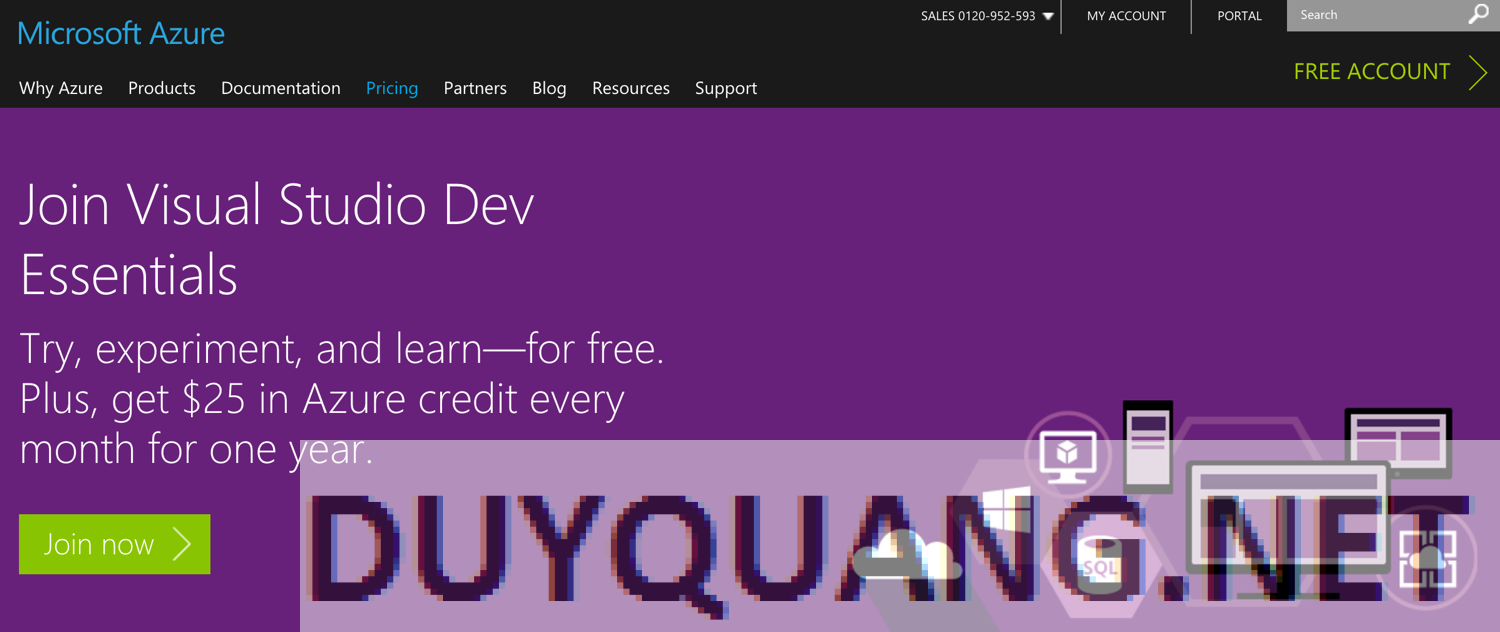 SALES 0120-952-593 MY ACCOUNT PORTAL Search
Microsoft Azure
FREE ACCOUNT
Why Azure Products Documentation Pricing Partners Blog Resources Support
Join Visual Studio Dev
Essentials
Try, experiment, and learn—for free.
Plus, get $25 in Azure credit every
month for one year.
Join now
SQL
DUYQUANG.NET